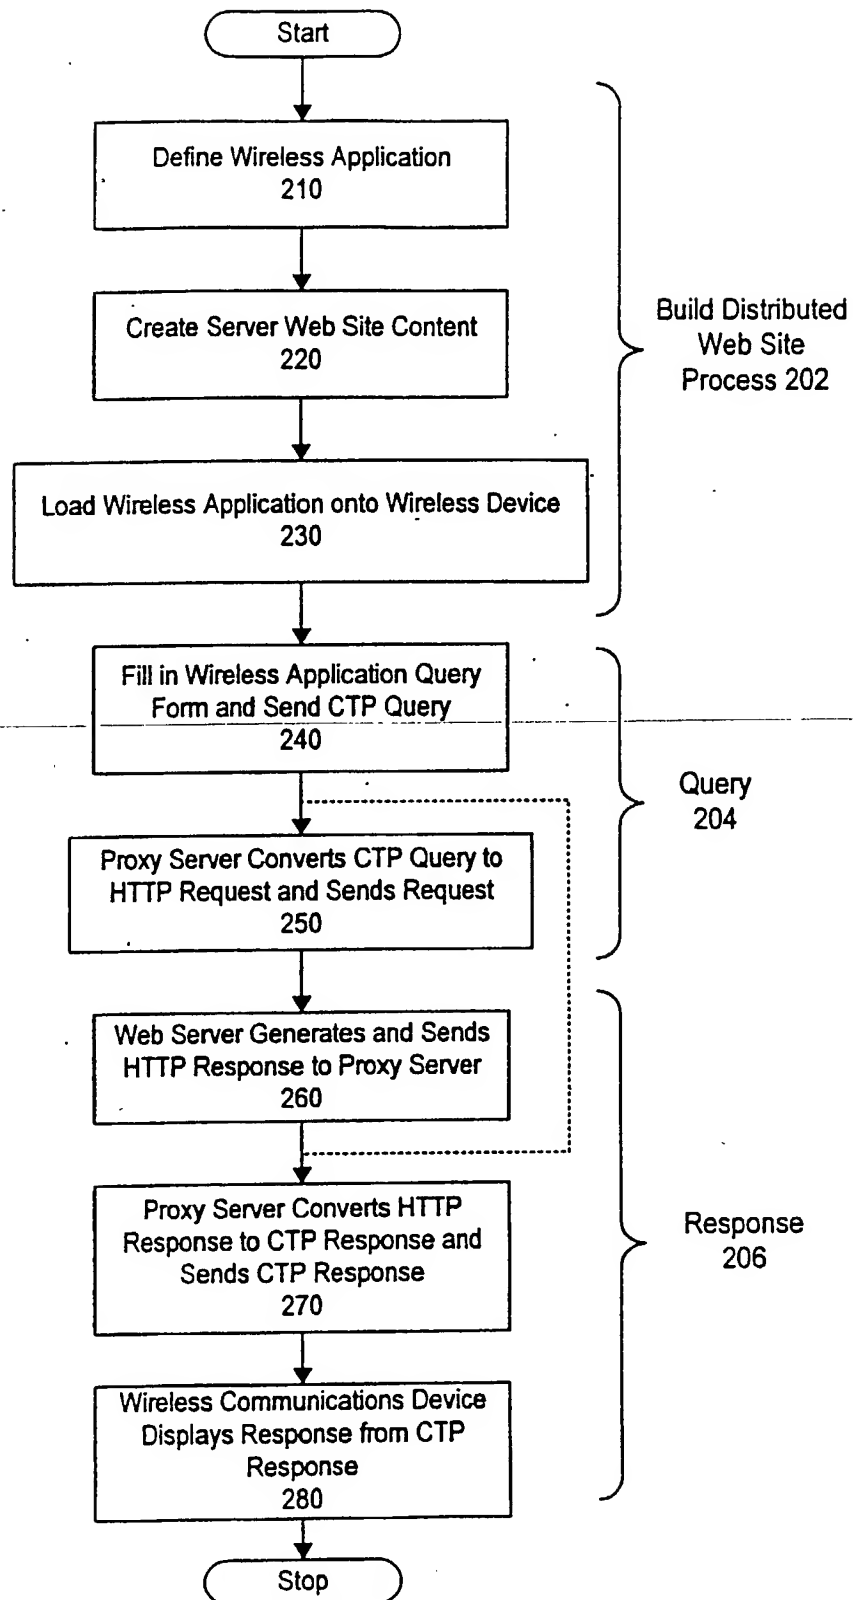 Start
Define Wireless Application
210
Create Server Web Site Content
220
Load Wireless Application onto Wireless Device
230
Build Distributed
Web Site
Process 202
Fill in Wireless Application Query
Form and Send CTP Query
240
Proxy Server Converts CTP Query to
HTTP Request and Sends Request
250
Query
204
Web Server Generates and Sends
HTTP Response to Proxy Server
260
Proxy Server Converts HTTP
Response to CTP Response and
Sends CTP Response
270
Wireless Communications Device
Displays Response from CTP
Response
280
Response
206
Stop